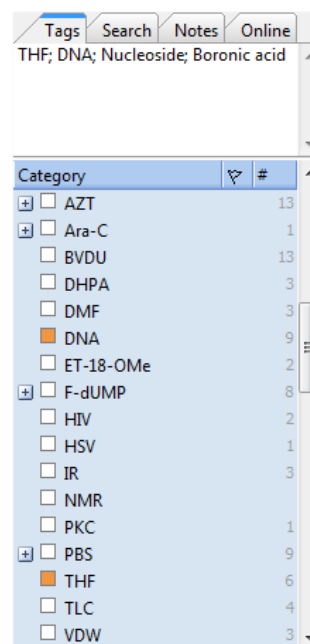 Tags Search Notes Online
THF; DNA; Nucleoside; Boronic acid
Category #
AZT 13
Ara-C 1
BVDU 13
DHPA 3
DMF 3
DNA 9
ET-18-OMe 2
F-dUMP 8
HIV 2
HSV 1
IR 3
NMR
PKC 1
PBS 9
THF 6
TLC 4
VDW 3